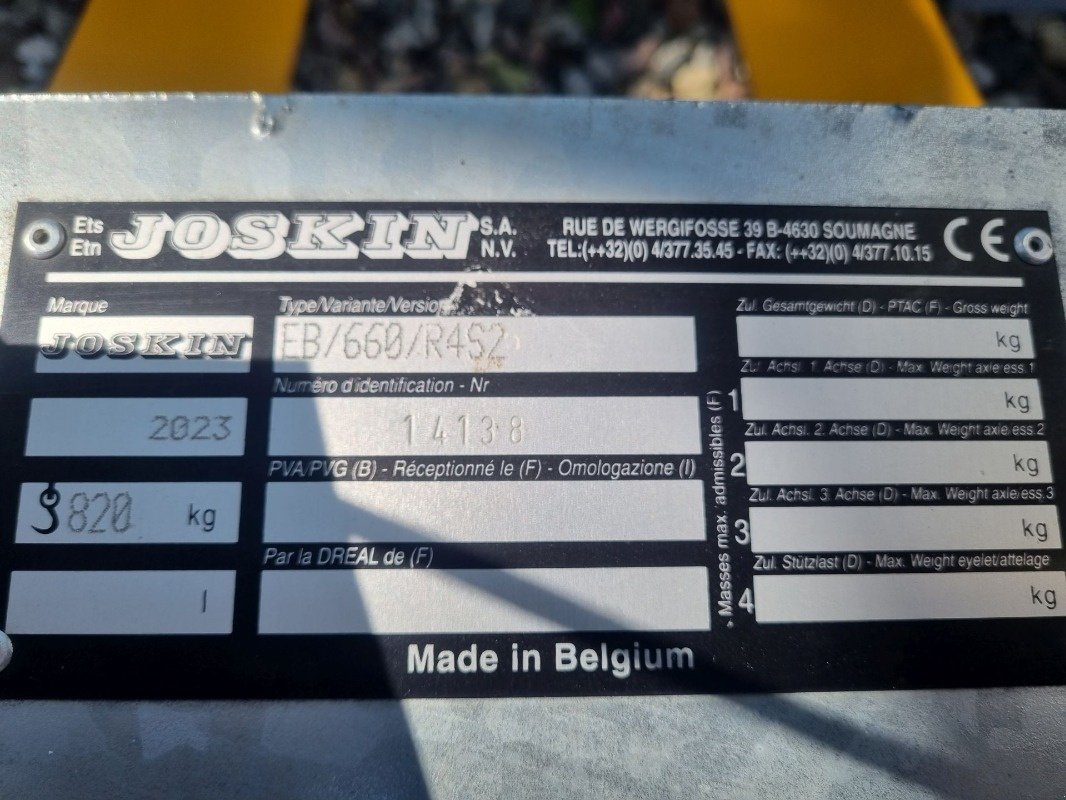 Ets JOSKIN S.A.
Etn N.V.
RUE DE WERGIFOSSE 39 B-4630 SOUMAGNE
TEL:(++32)(0) 4/377.35.45 - FAX: (++32)(0) 4/377.10.15
CE
Marque
JOSKIN
2023
820 kg
l
Type/Variante/Version
EB/660/R4S2
Numéro d'identification - Nr
14138
PVA/PVG (B) - Réceptionné le (F) - Omologazione (I)
Par la DREAL de (F)
Masses max. admissibles (F)
Zul. Gesamtgewicht (D) - PTAC (F) - Gross weight
kg
Zul. Achsl. 1. Achse (D) - Max. Weight axle ess.1
1 kg
Zul. Achsl. 2. Achse (D) - Max. Weight axle ess.2
2 kg
Zul. Achsl. 3. Achse (D) - Max. Weight axle ess.3
3 kg
Zul. Stützlast (D) - Max. Weight eyelet/attelage
4 kg
Made in Belgium